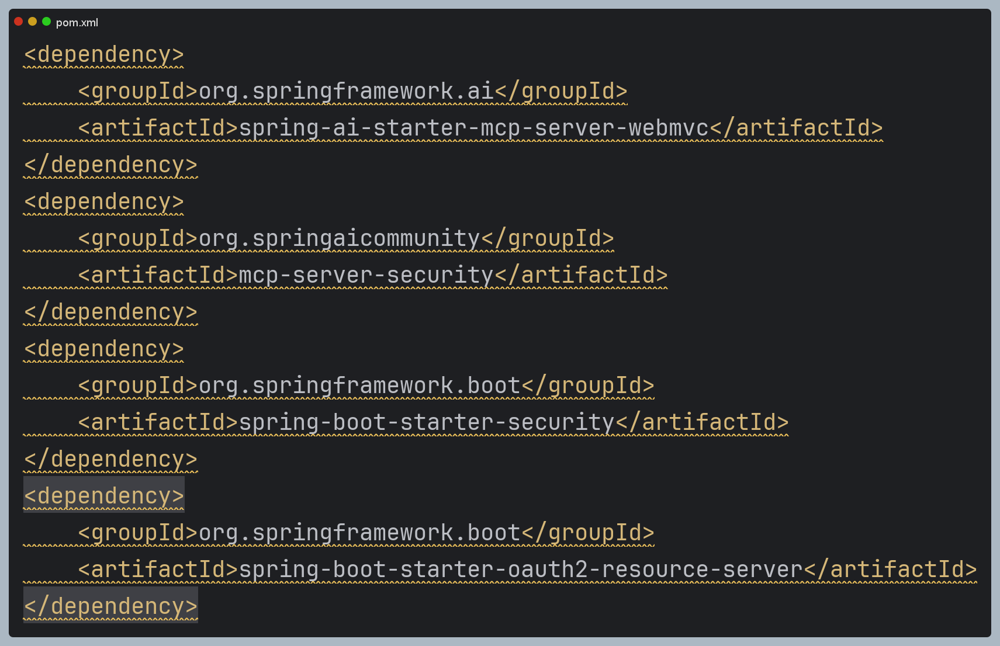 pom.xml
<dependency>
    <groupId>org.springframework.ai</groupId>
    <artifactId>spring-ai-starter-mcp-server-webmvc</artifactId>
</dependency>
<dependency>
    <groupId>org.springaicommunity</groupId>
    <artifactId>mcp-server-security</artifactId>
</dependency>
<dependency>
    <groupId>org.springframework.boot</groupId>
    <artifactId>spring-boot-starter-security</artifactId>
</dependency>
<dependency>
    <groupId>org.springframework.boot</groupId>
    <artifactId>spring-boot-starter-oauth2-resource-server</artifactId>
</dependency>